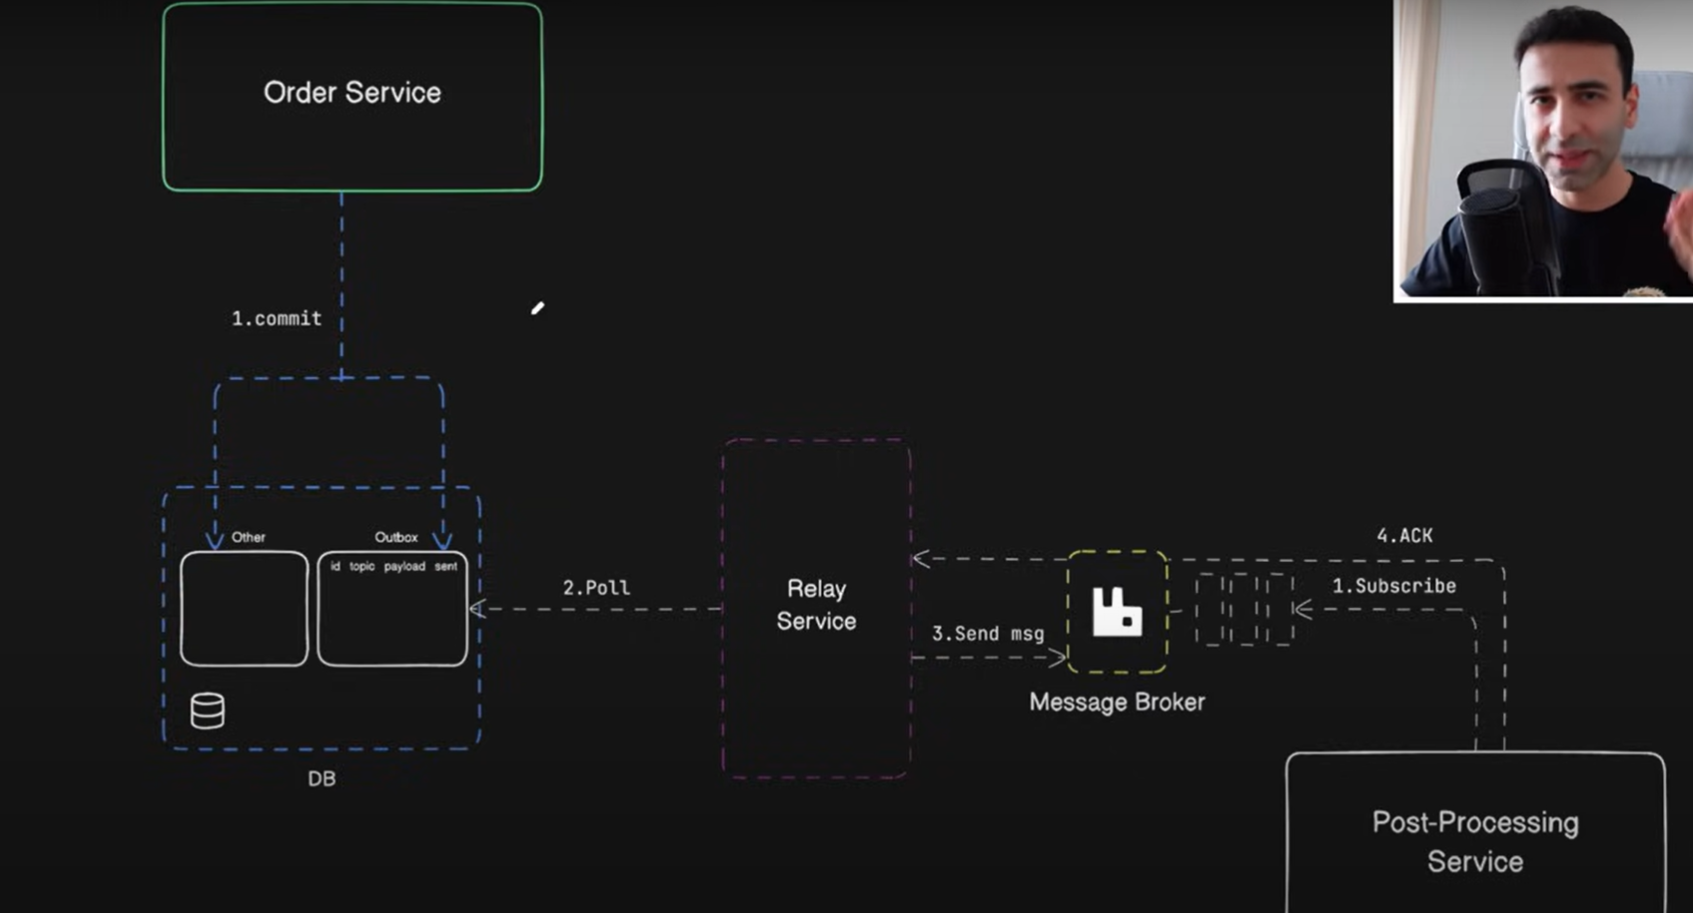 Order Service
1.commit
Other
Outbox
id topic payload sent
DB
2.Poll
Relay
Service
3.Send msg
Message Broker
4.ACK
1.Subscribe
Post-Processing
Service